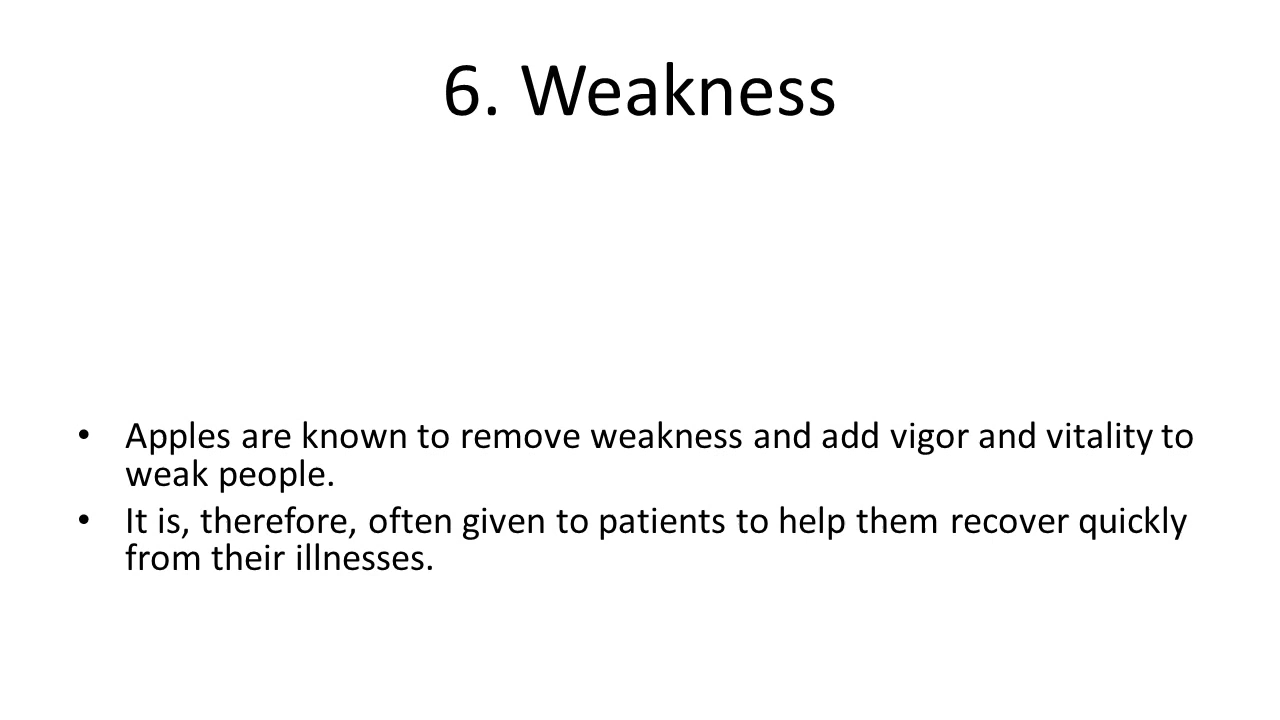 6. Weakness
• Apples are known to remove weakness and add vigor and vitality to
weak people.
• It is, therefore, often given to patients to help them recover quickly
from their illnesses.